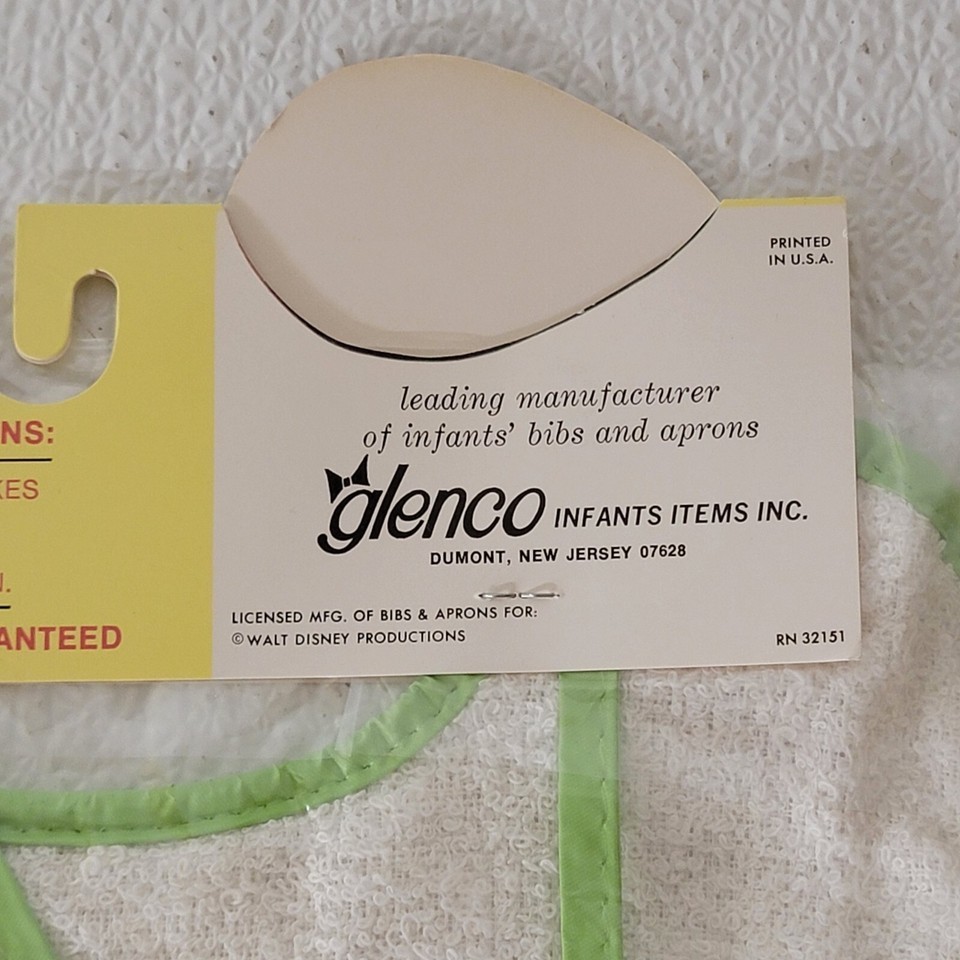 PRINTED
IN U.S.A.
leading manufacturer
of infants' bibs and aprons
glenco INFANTS ITEMS INC.
DUMONT, NEW JERSEY 07628
LICENSED MFG. OF BIBS & APRONS FOR:
© WALT DISNEY PRODUCTIONS
RN 32151
NS:
KES
.
ANTEED